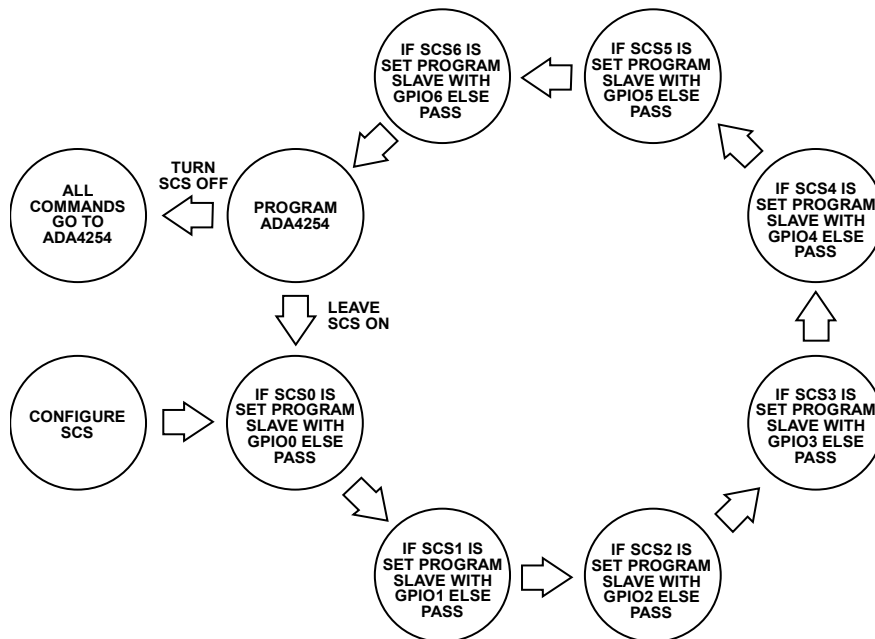 IF SCS6 IS
SET PROGRAM
SLAVE WITH
GPIO6 ELSE
PASS
IF SCS5 IS
SET PROGRAM
SLAVE WITH
GPIO5 ELSE
PASS
ALL
COMMANDS
GO TO
ADA4254
TURN
SCS OFF
PROGRAM
ADA4254
IF SCS4 IS
SET PROGRAM
SLAVE WITH
GPIO4 ELSE
PASS
LEAVE
SCS ON
CONFIGURE
SCS
IF SCS0 IS
SET PROGRAM
SLAVE WITH
GPIO0 ELSE
PASS
IF SCS3 IS
SET PROGRAM
SLAVE WITH
GPIO3 ELSE
PASS
IF SCS1 IS
SET PROGRAM
SLAVE WITH
GPIO1 ELSE
PASS
IF SCS2 IS
SET PROGRAM
SLAVE WITH
GPIO2 ELSE
PASS